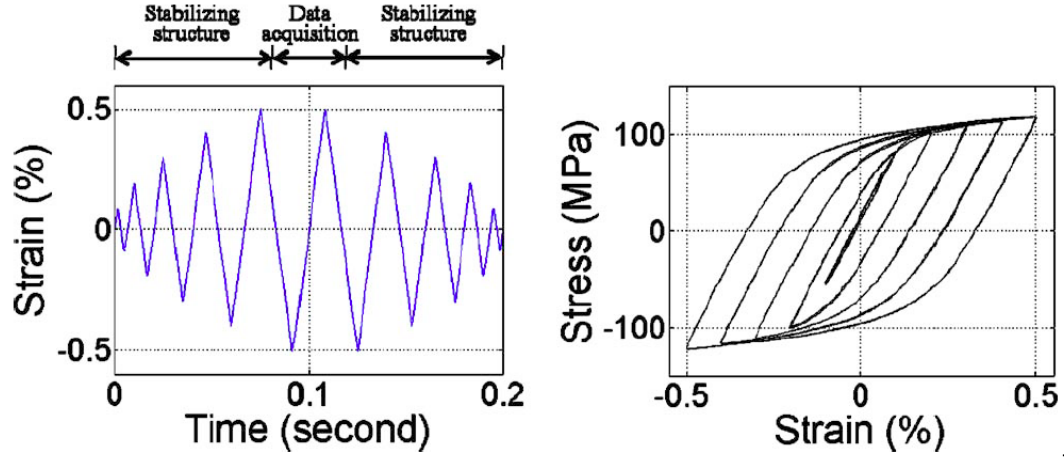 Stabilizing structure
Data acquisition
Stabilizing structure
Strain (%)
0.5
0
-0.5
0
0.1
0.2
Time (second)
Stress (MPa)
100
0
-100
-0.5
0
0.5
Strain (%)